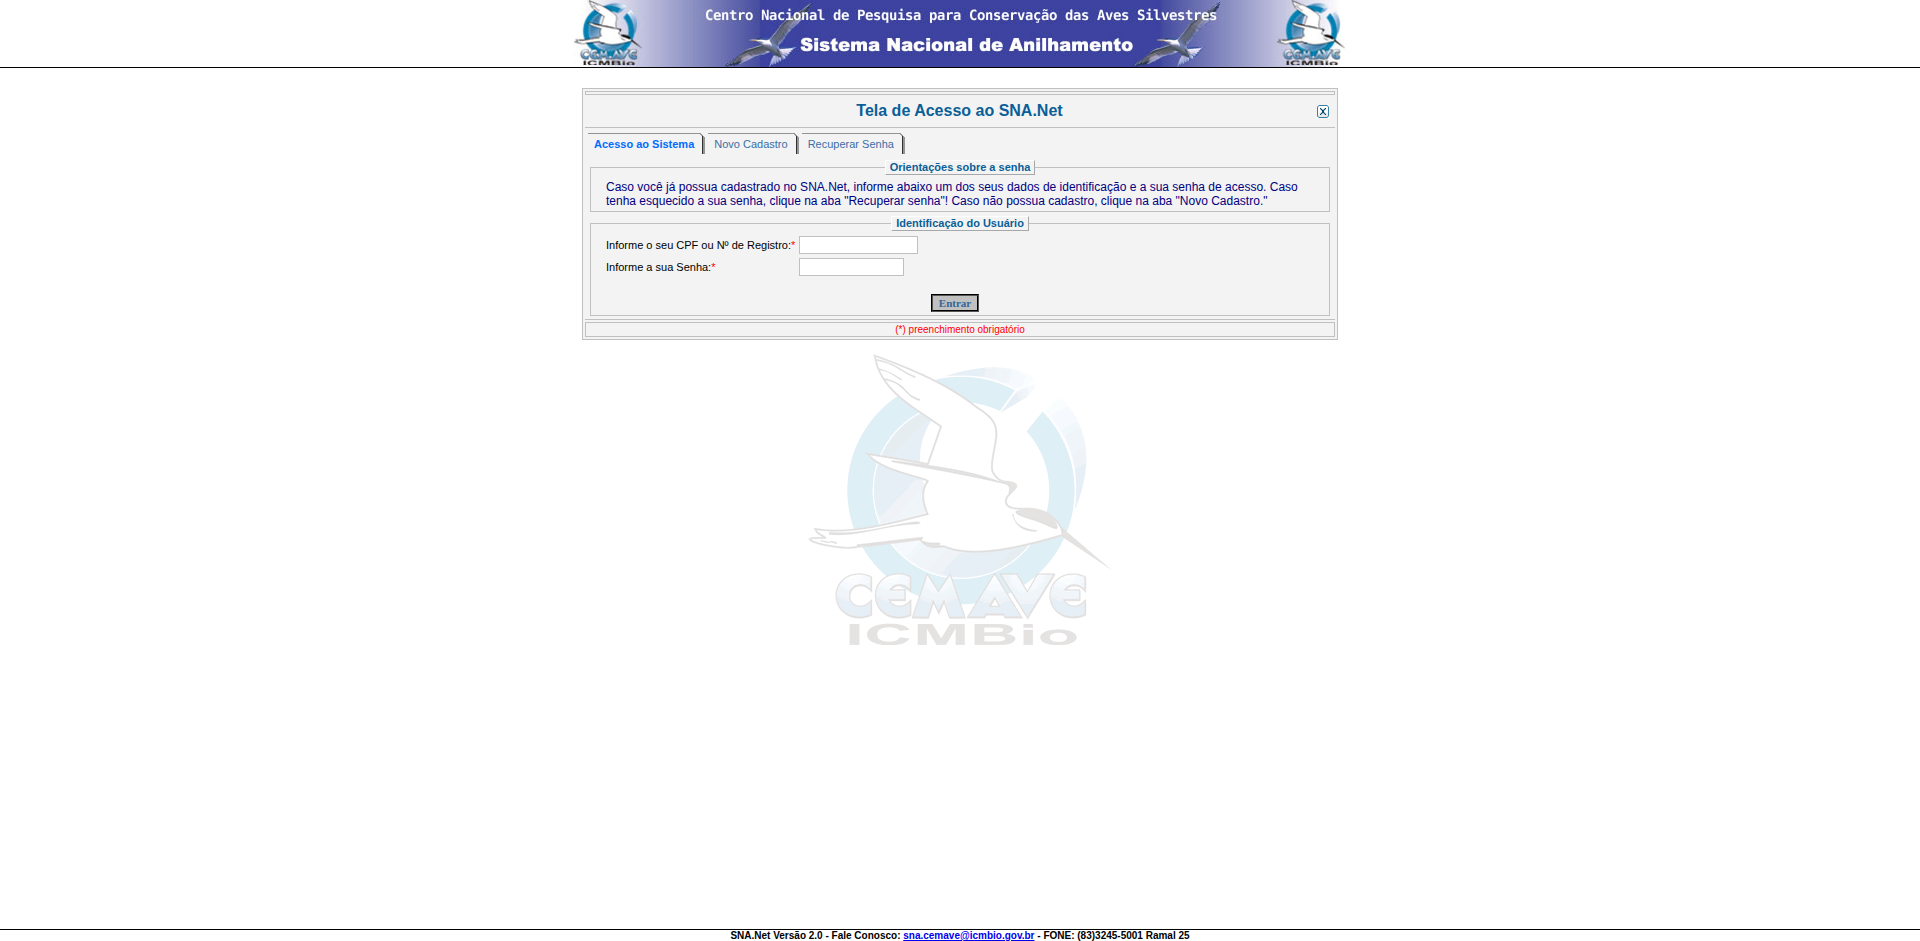 Centro Nacional de Pesquisa para Conservação das Aves Silvestres
Sistema Nacional de Anilhamento
CEMAVE
ICMBio
CEMAVE
ICMBio
Tela de Acesso ao SNA.Net
X
Acesso ao Sistema
Novo Cadastro
Recuperar Senha
Orientações sobre a senha
Caso você já possua cadastrado no SNA.Net, informe abaixo um dos seus dados de identificação e a sua senha de acesso. Caso
tenha esquecido a sua senha, clique na aba "Recuperar senha"! Caso não possua cadastro, clique na aba "Novo Cadastro."
Identificação do Usuário
Informe o seu CPF ou Nº de Registro:*
Informe a sua Senha:*
Entrar
(*) preenchimento obrigatório
CEMAVE
ICMBio
SNA.Net Versão 2.0 - Fale Conosco: sna.cemave@icmbio.gov.br - FONE: (83)3245-5001 Ramal 25